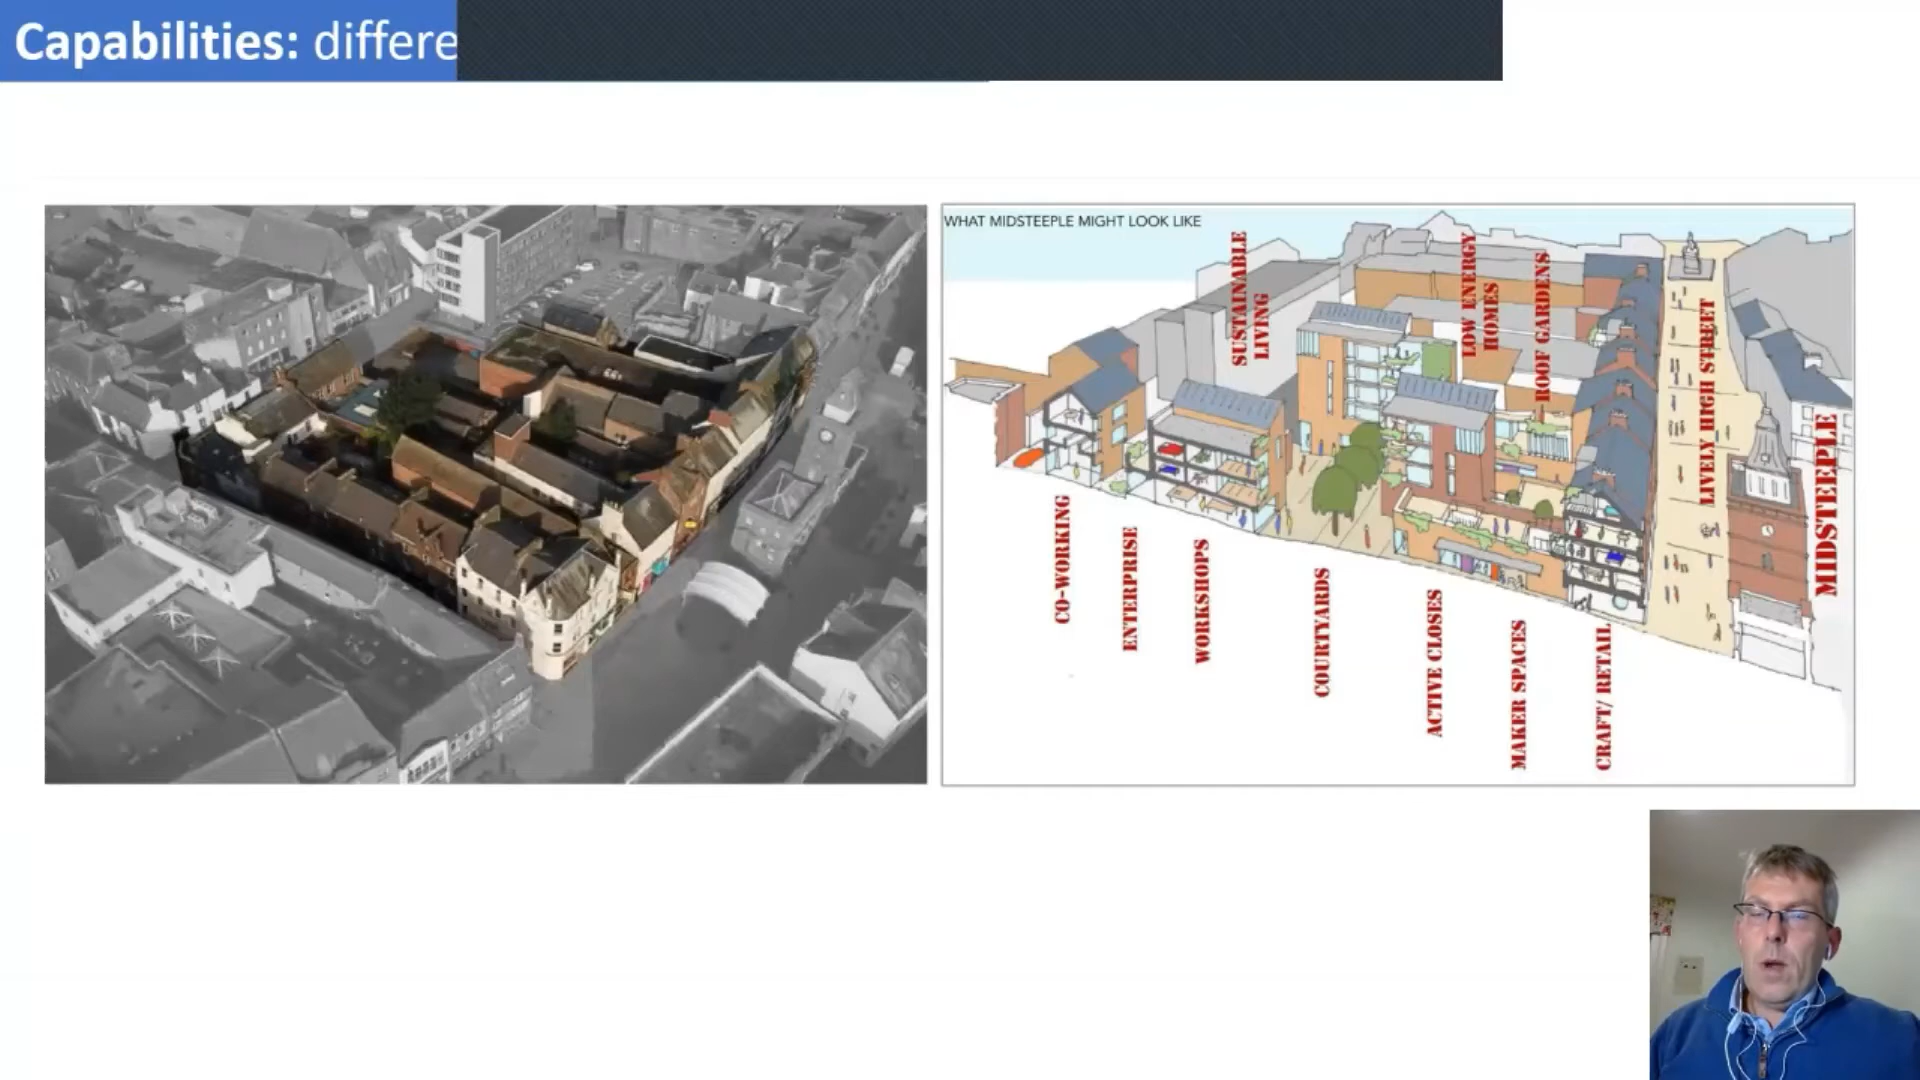 Capabilities: differe
WHAT MIDSTEEPLE MIGHT LOOK LIKE
SUSTAINABLE
LIVING
LOW ENERGY
HOMES
ROOF GARDENS
LIVELY HIGH STREET
MIDSTEEPLE
CO-WORKING
ENTERPRISE
WORKSHOPS
COURTYARDS
ACTIVE CLOSES
MAKER SPACES
CRAFT/ RETAIL